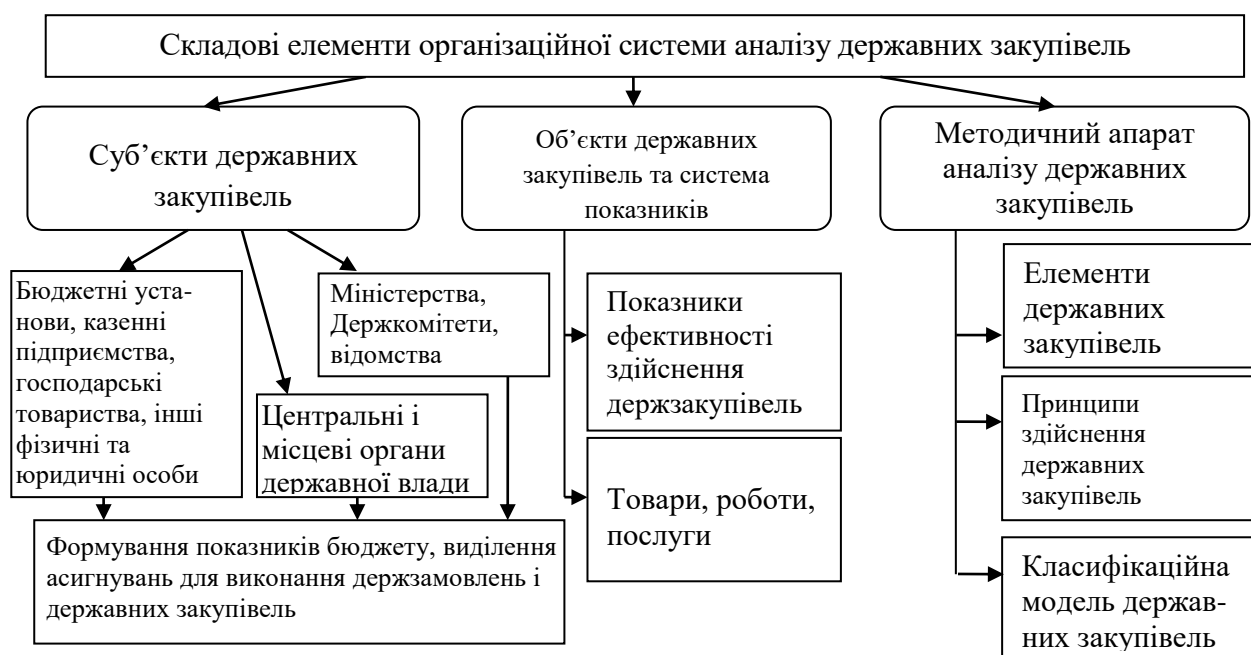 Складові елементи організаційної системи аналізу державних закупівель
Суб’єкти державних
закупівель
Об’єкти державних
закупівель та система
показників
Методичний апарат
аналізу державних
закупівель
Бюджетні уста-
нови, казенні
підприємства,
господарські
товариства, інші
фізичні та
юридичні особи
Міністерства,
Держкомітети,
відомства
Центральні і
місцеві органи
державної влади
Формування показників бюджету, виділення
асигнувань для виконання держзамовлень і
державних закупівель
Показники
ефективності
здійснення
держзакупівель
Товари, роботи,
послуги
Елементи
державних
закупівель
Принципи
здійснення
державних
закупівель
Класифікаційна
модель держав-
них закупівель